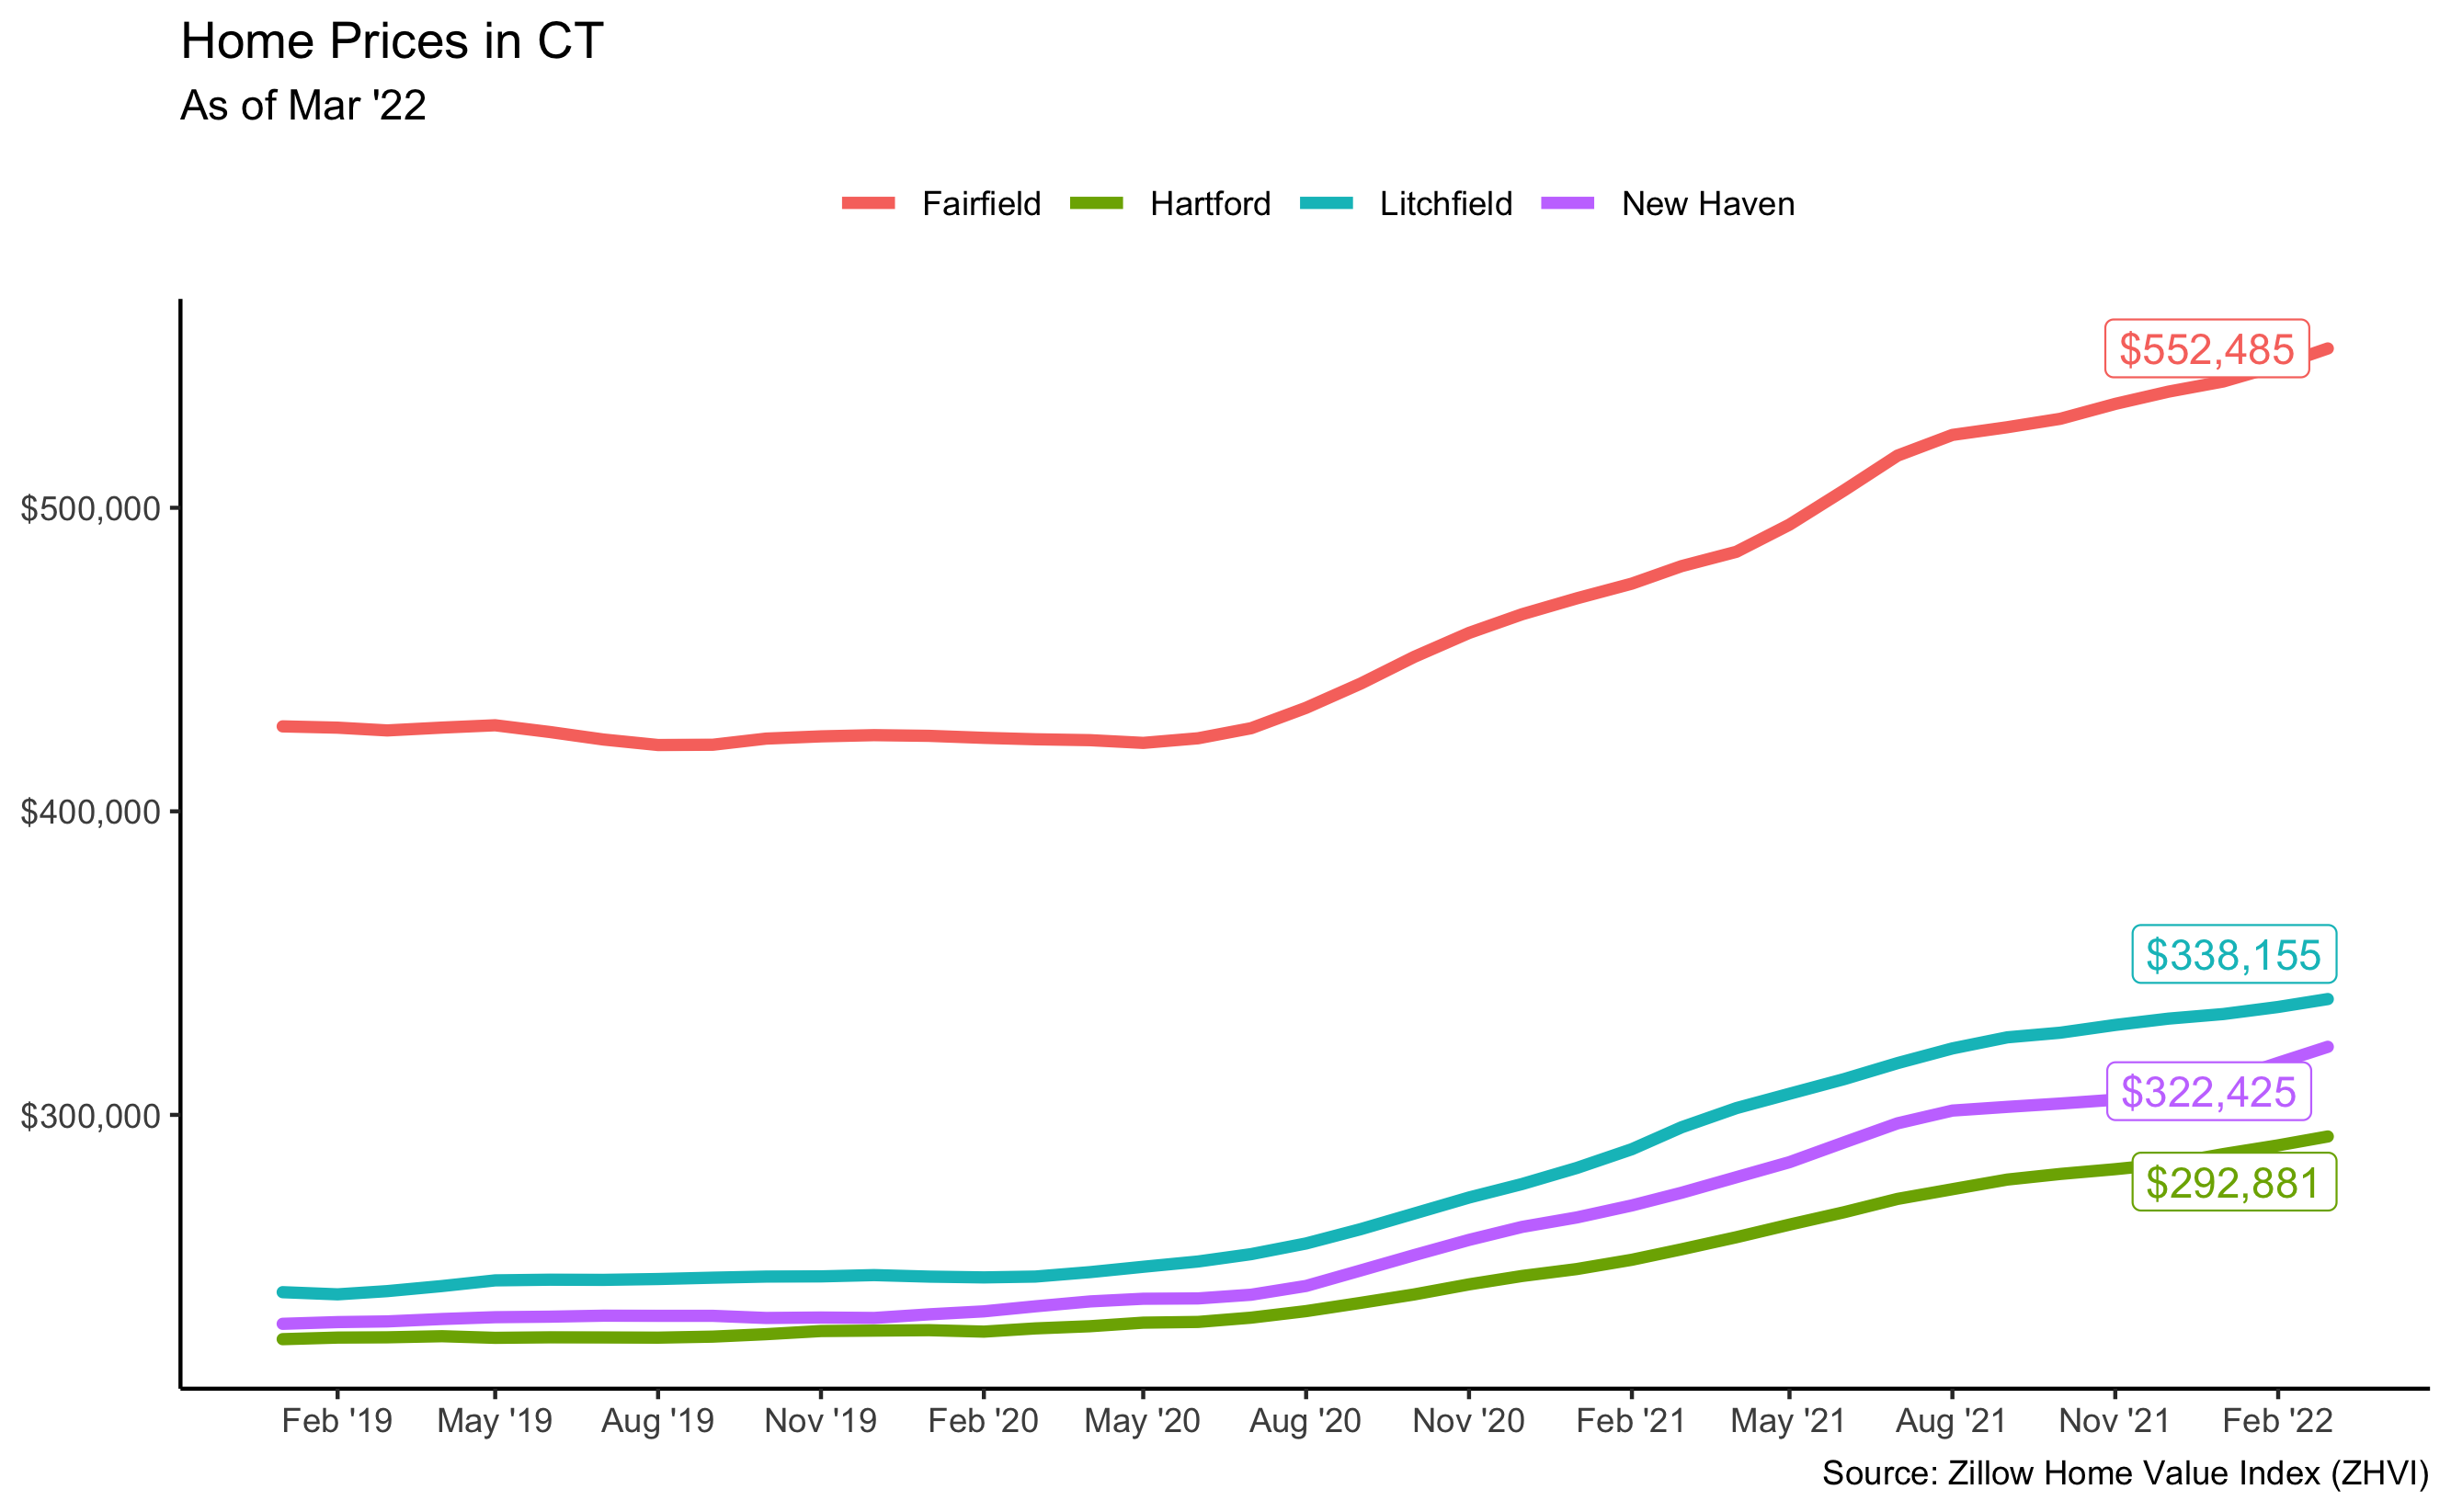 Home Prices in CT
As of Mar '22
Fairfield Hartford Litchfield New Haven
$552,485
$500,000
$400,000
$338,155
$322,425
$300,000
$292,881
Feb '19 May '19 Aug '19 Nov '19 Feb '20 May '20 Aug '20 Nov '20 Feb '21 May '21 Aug '21 Nov '21 Feb '22
Source: Zillow Home Value Index (ZHVI)